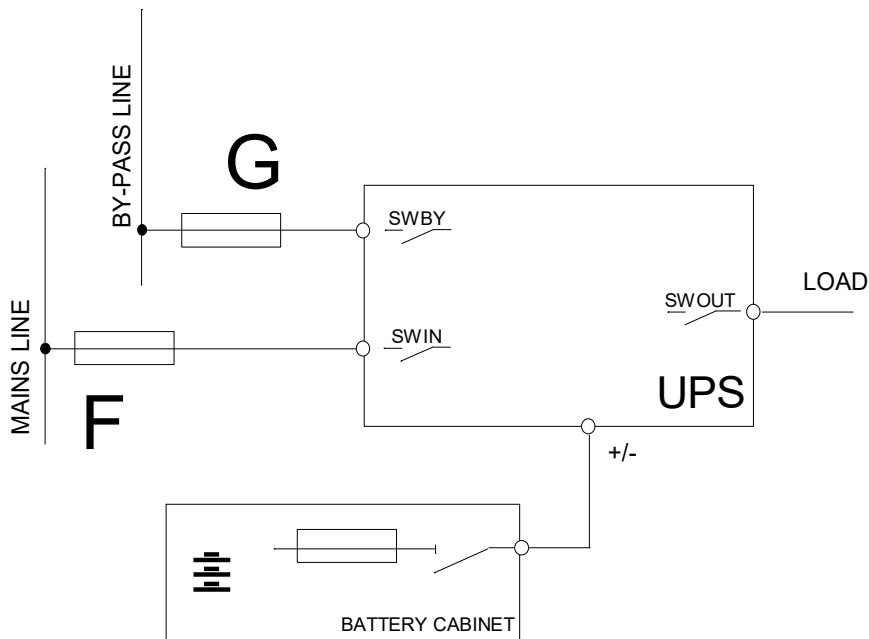 BY-PASS LINE
G
SWBY
MAINS LINE
F
SWIN
SWOUT
LOAD
UPS
+/-
BATTERY CABINET